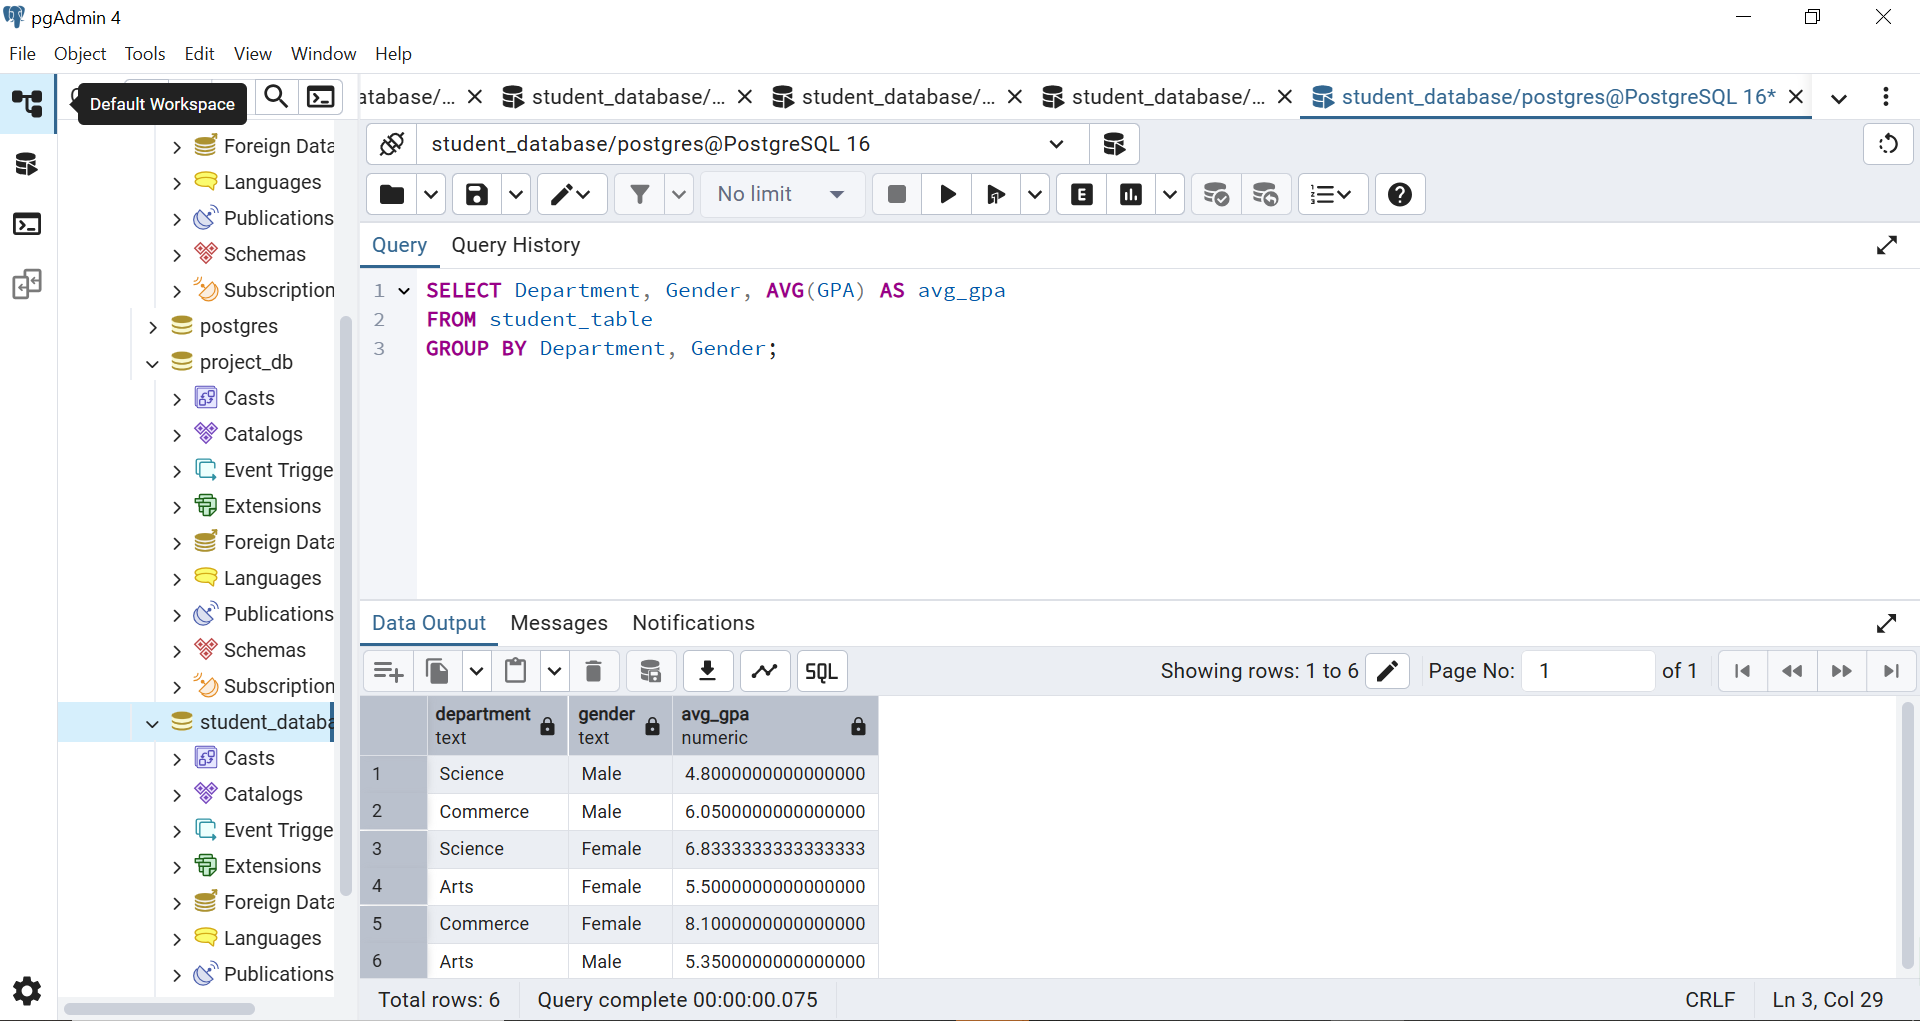 pgAdmin 4
File Object Tools Edit View Window Help
Default Workspace
atabase/... student_database/... student_database/... student_database/... student_database/postgres@PostgreSQL 16*
student_database/postgres@PostgreSQL 16
No limit
E
Query Query History
1 SELECT Department, Gender, AVG(GPA) AS avg_gpa
2 FROM student_table
3 GROUP BY Department, Gender;
Foreign Data
Languages
Publications
Schemas
Subscription
postgres
project_db
Casts
Catalogs
Event Trigge
Extensions
Foreign Data
Languages
Publications
Schemas
Subscription
student_databa
Casts
Catalogs
Event Trigge
Extensions
Foreign Data
Languages
Publications
Data Output Messages Notifications
SQL Showing rows: 1 to 6 Page No: 1 of 1
department gender avg_gpa
text text numeric
1 Science Male 4.8000000000000000
2 Commerce Male 6.0500000000000000
3 Science Female 6.8333333333333333
4 Arts Female 5.5000000000000000
5 Commerce Female 8.1000000000000000
6 Arts Male 5.3500000000000000
Total rows: 6 Query complete 00:00:00.075 CRLF Ln 3, Col 29